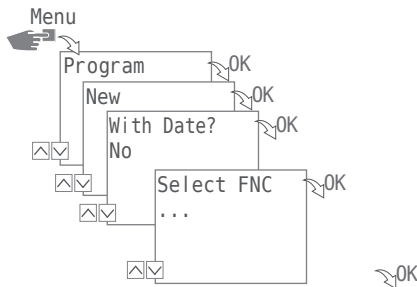 Menu
Program OK
New OK
With Date? OK
No
Select FNC OK
...
OK